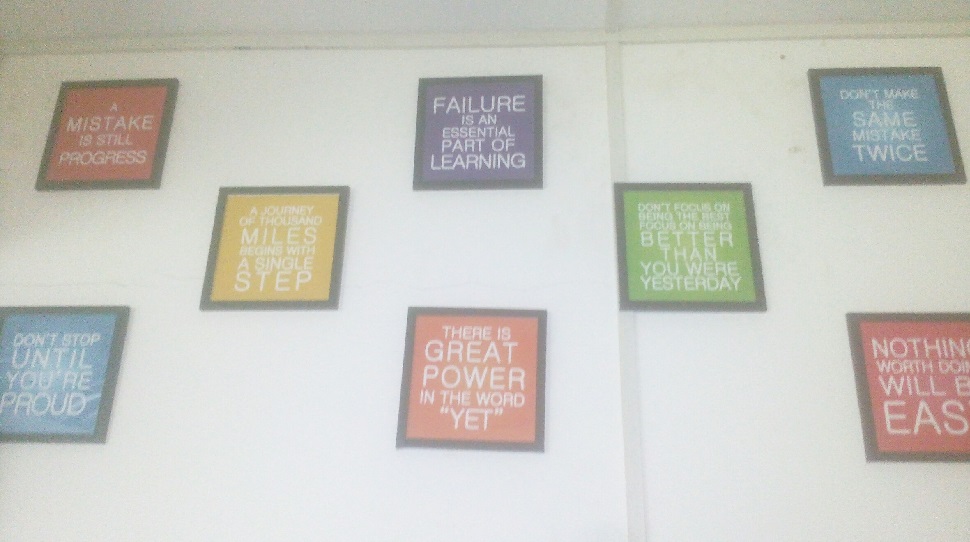 A
MISTAKE
IS STILL
PROGRESS
FAILURE
IS AN
ESSENTIAL
PART OF
LEARNING
DON'T MAKE
THE
SAME
MISTAKE
TWICE
A JOURNEY
OF THOUSAND
MILES
BEGINS WITH
A SINGLE
STEP
DON'T FOCUS ON
BEING THE BEST
FOCUS ON BEING
BETTER
THAN
YOU WERE
YESTERDAY
DON'T STOP
UNTIL
YOU'RE
PROUD
THERE IS
GREAT
POWER
IN THE WORD
"YET"
NOTHING
WORTH DOIN
WILL B
EAS